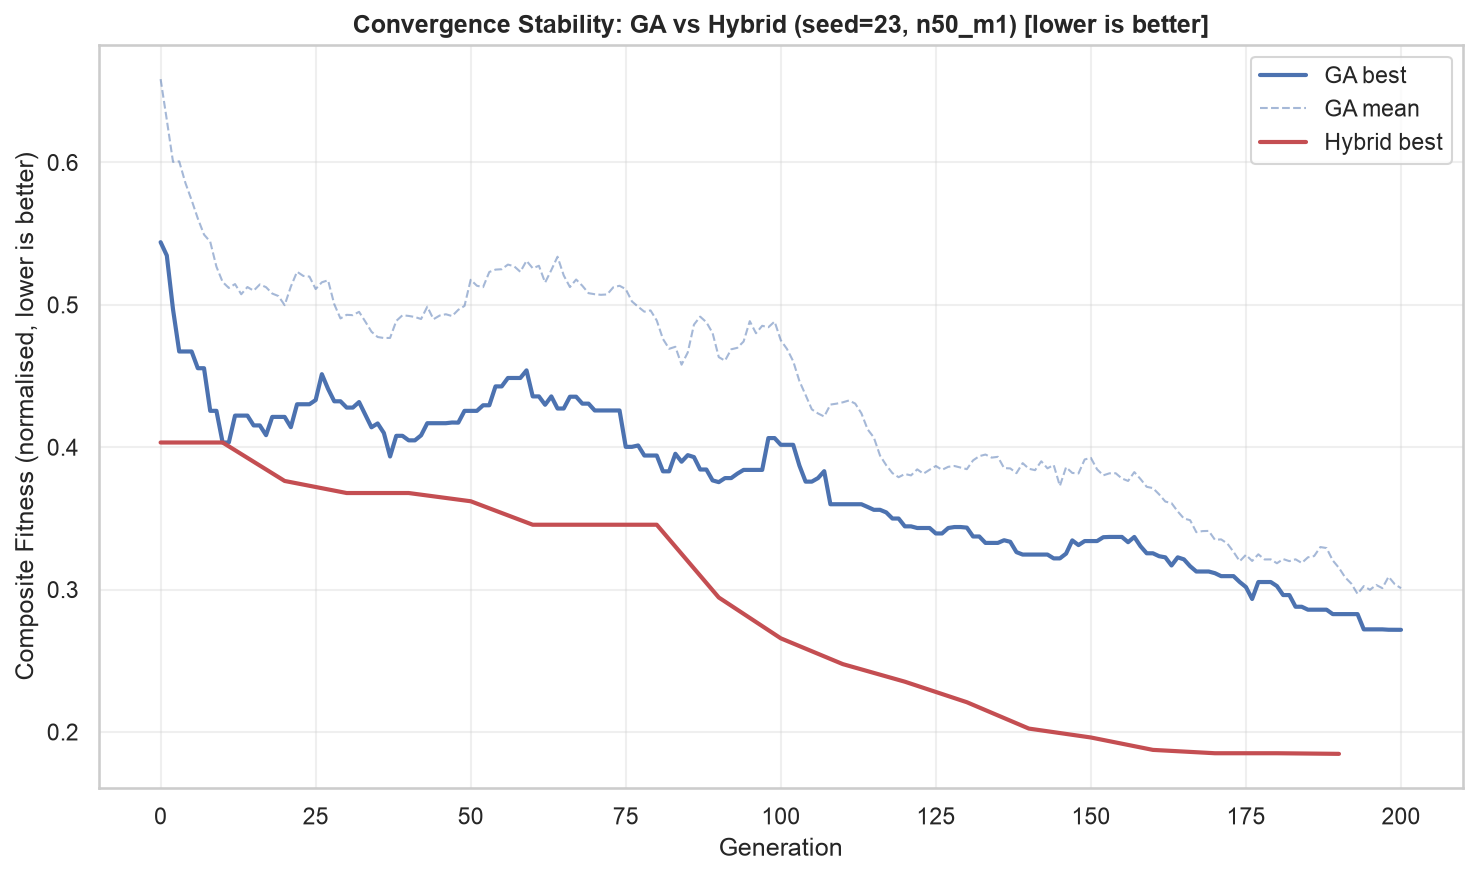 Convergence Stability: GA vs Hybrid (seed=23, n50_m1) [lower is better]
GA best
GA mean
Hybrid best
Composite Fitness (normalised, lower is better)
0.6
0.5
0.4
0.3
0.2
0 25 50 75 100 125 150 175 200
Generation